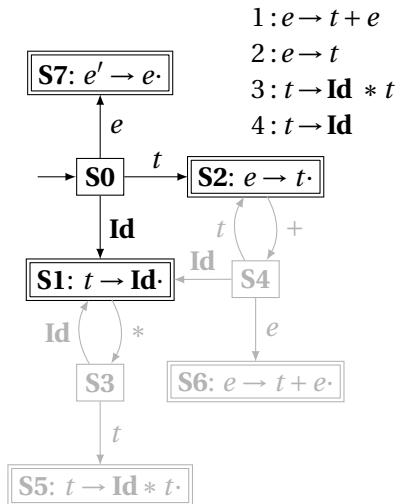 1 : e → t + e
2 : e → t
3 : t → Id * t
4 : t → Id
S7: e′ → e·
e
S0
t
S2: e → t·
Id
t
+
S1: t → Id·
Id
S4
Id
*
e
S3
S6: e → t + e·
t
S5: t → Id * t·